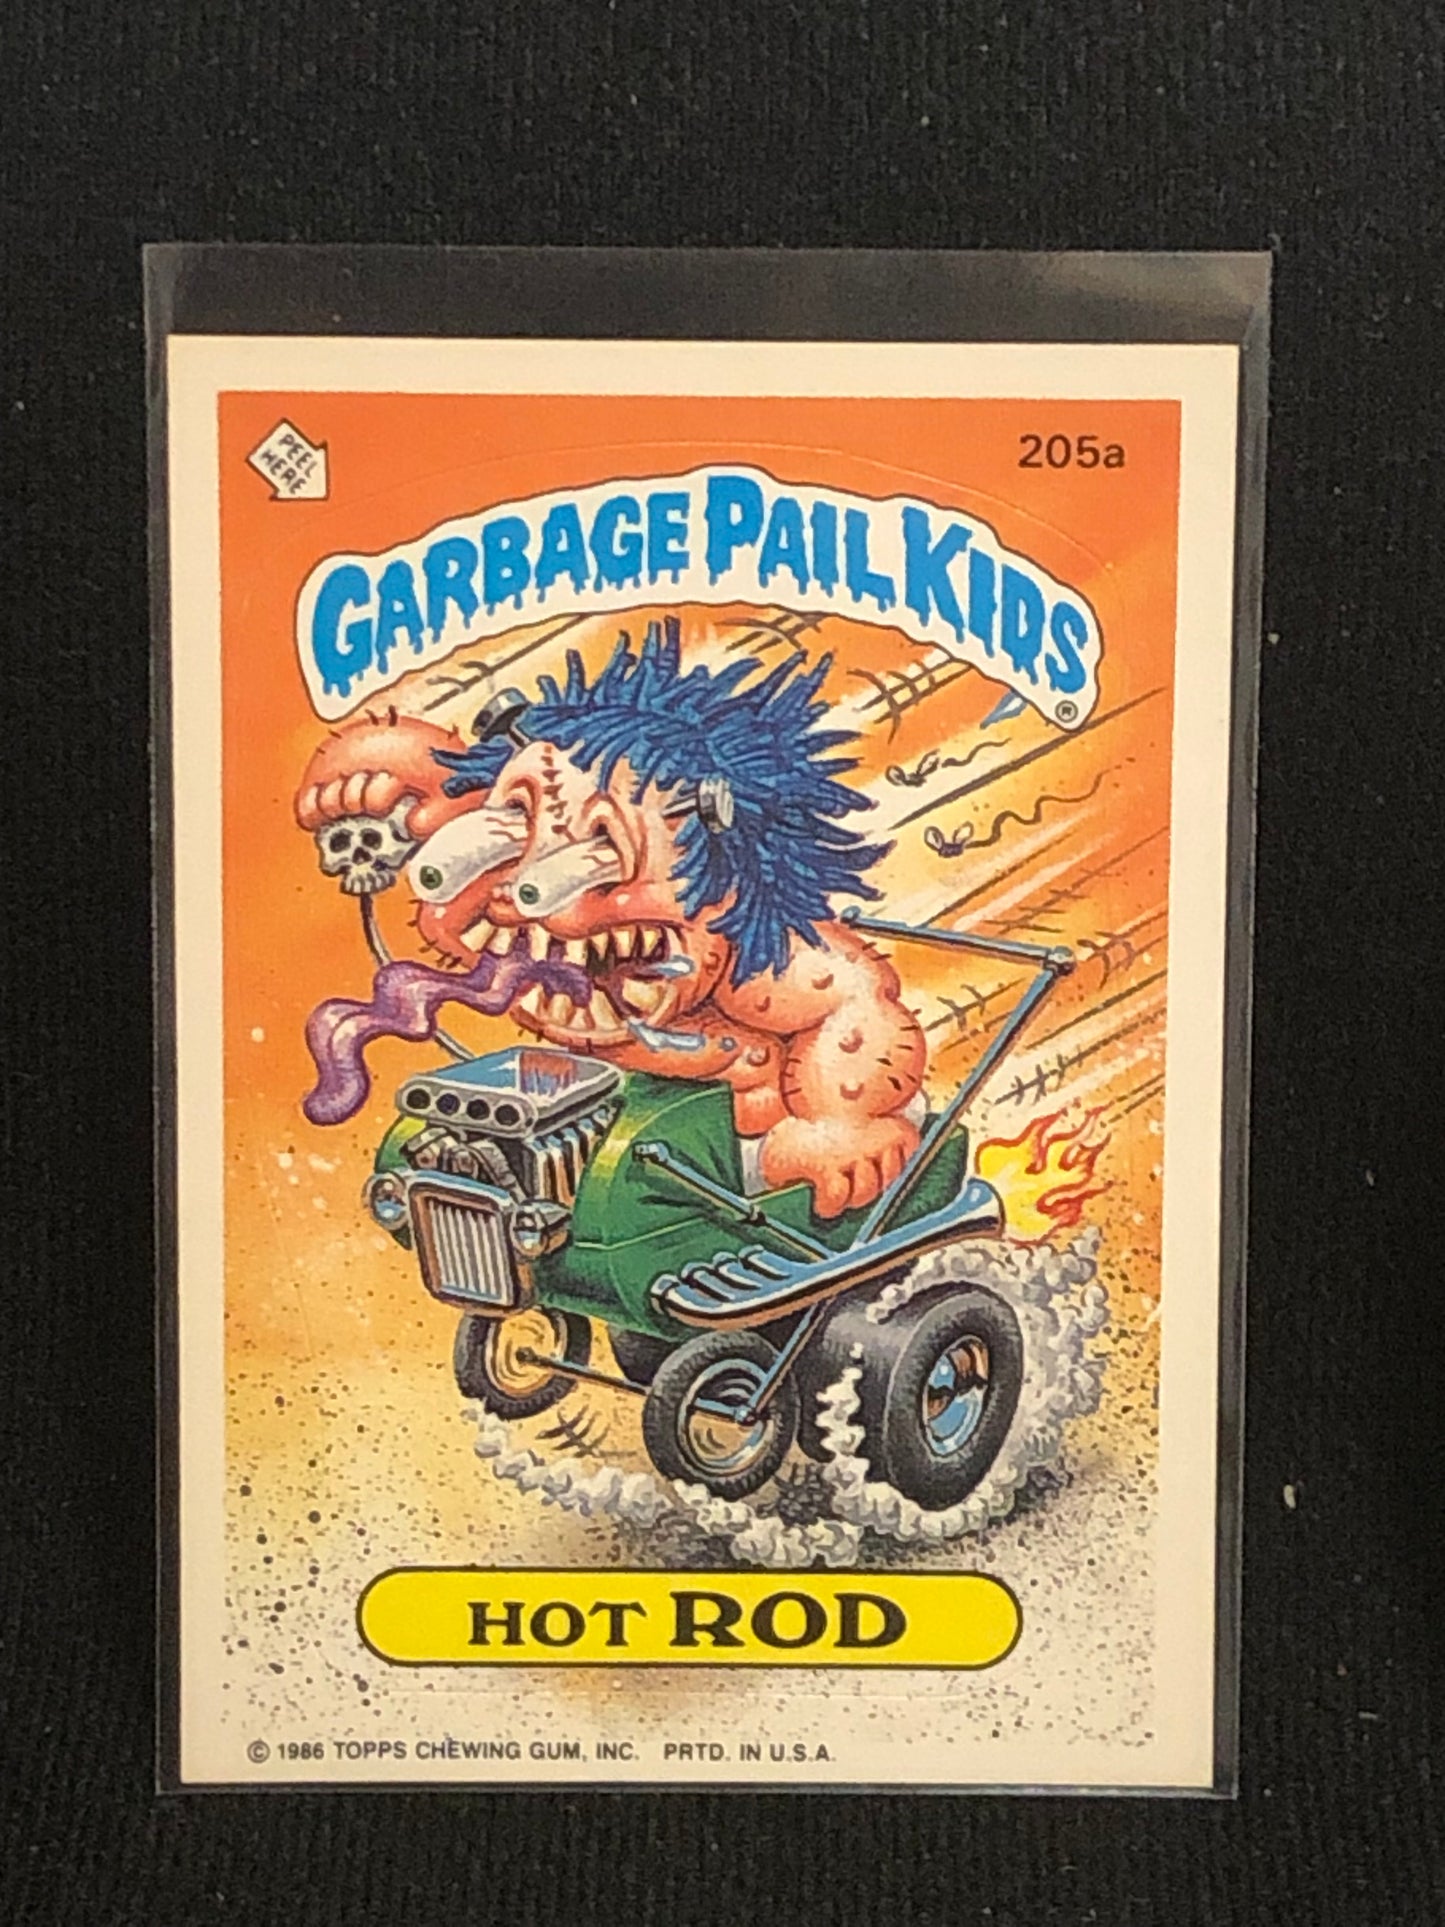 PEEL
HERE
205a
GARBAGE PAIL KIDS
®
HOT ROD
© 1986 TOPPS CHEWING GUM, INC. PRTD. IN U.S.A.